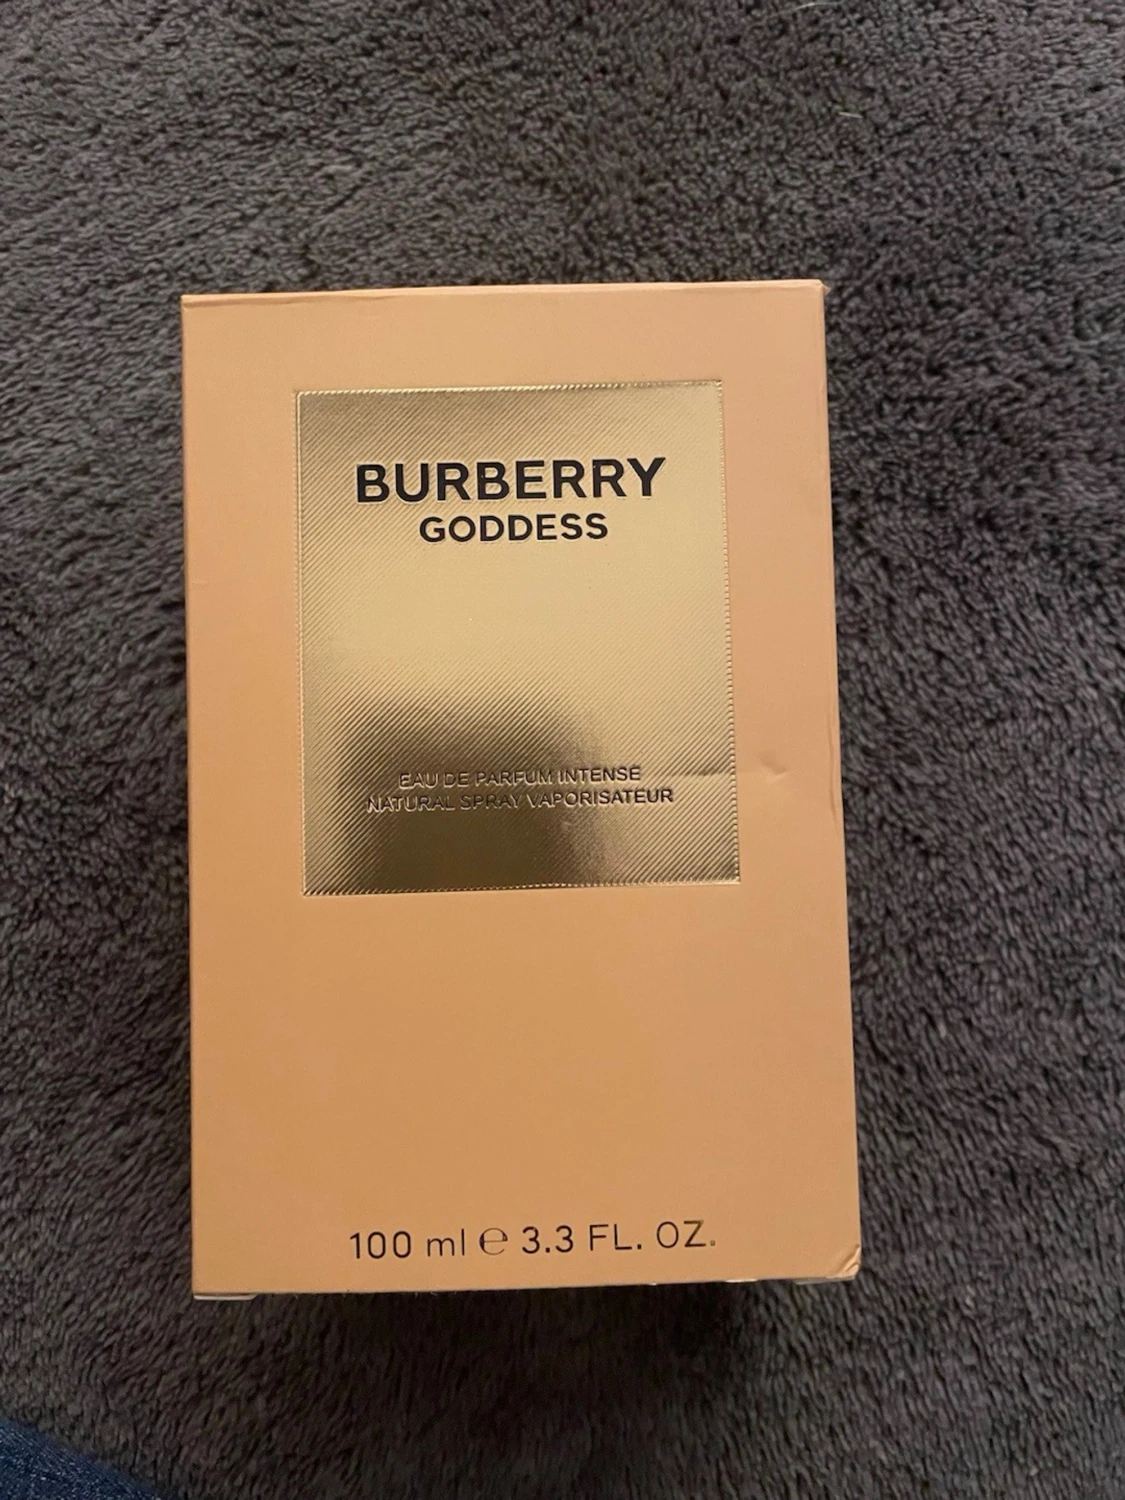 BURBERRY
GODDESS
EAU DE PARFUM INTENSE
NATURAL SPRAY VAPORISATEUR
100 ml ℮ 3.3 FL. OZ.